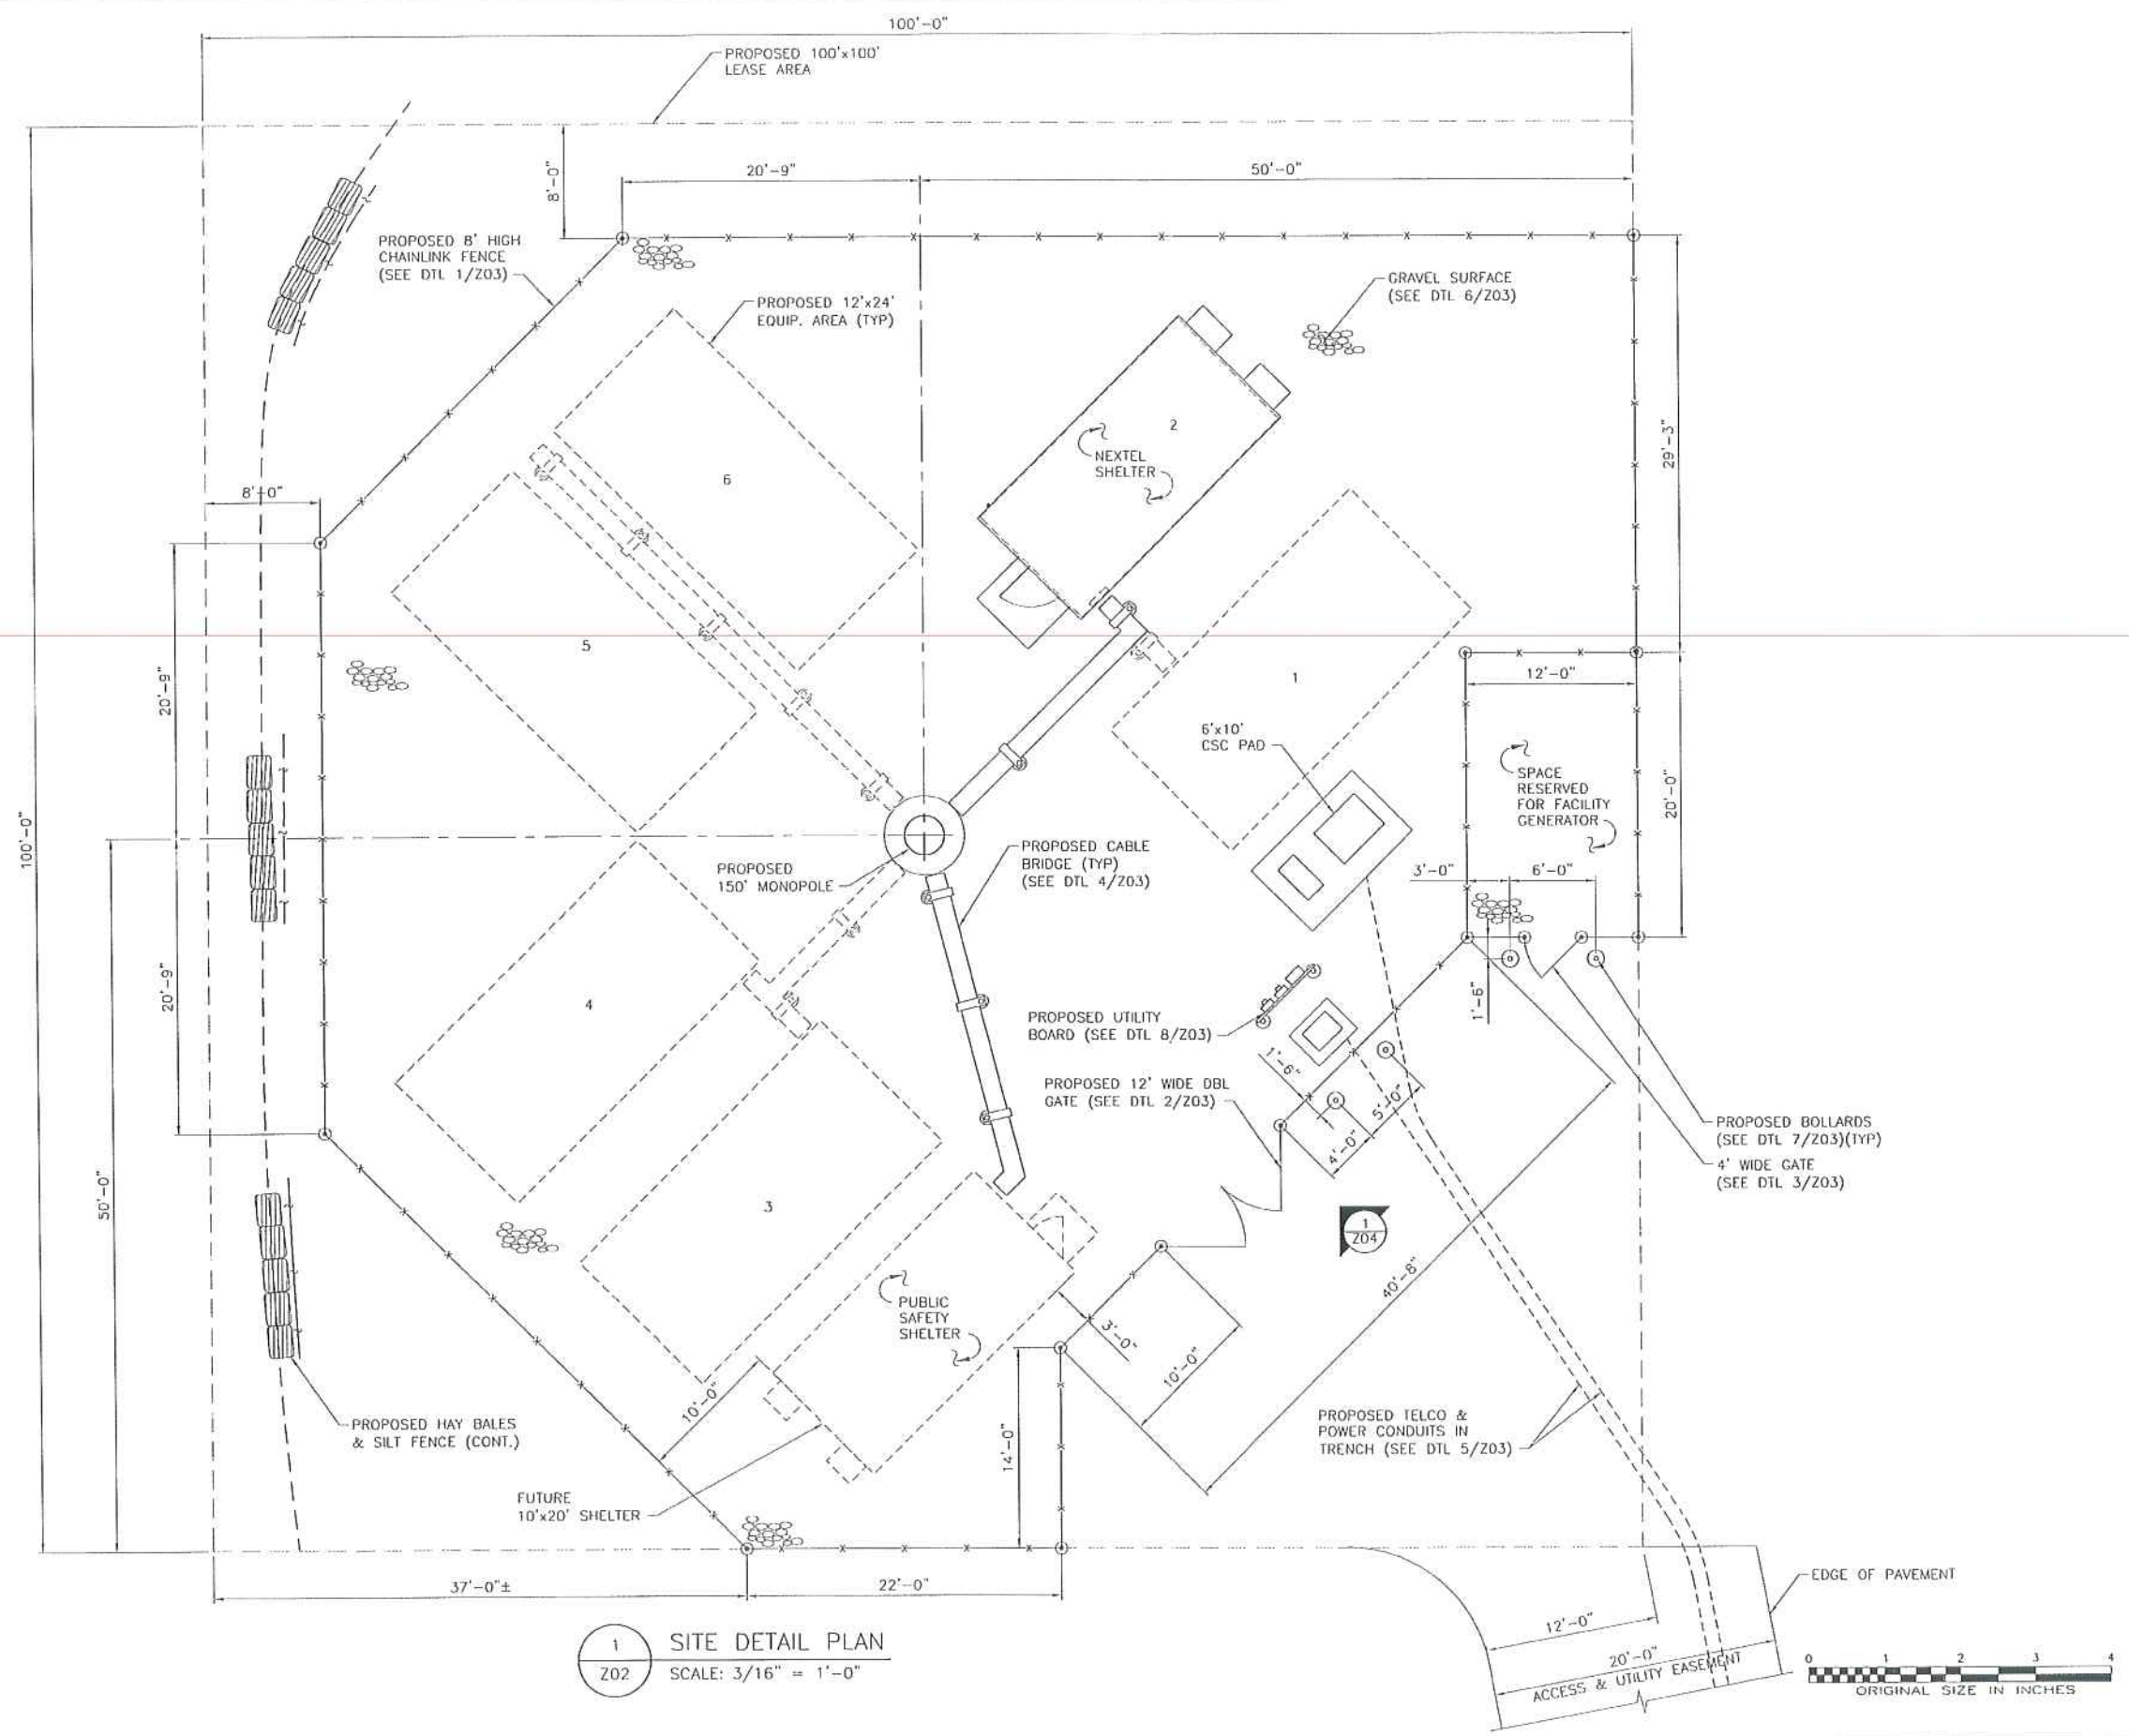 100'-0"
PROPOSED 100'x100'
LEASE AREA
8'-0"
20'-9"
50'-0"
PROPOSED 8' HIGH
CHAINLINK FENCE
(SEE DTL 1/Z03)
PROPOSED 12'x24'
EQUIP. AREA (TYP)
GRAVEL SURFACE
(SEE DTL 6/Z03)
2
NEXTEL
SHELTER
29'-3"
6
8'-0"
5
1
12'-0"
20'-9"
6'x10'
CSC PAD
SPACE
RESERVED
FOR FACILITY
GENERATOR
20'-0"
100'-0"
PROPOSED
150' MONOPOLE
PROPOSED CABLE
BRIDGE (TYP)
(SEE DTL 4/Z03)
3'-0"
6'-0"
20'-9"
4
PROPOSED UTILITY
BOARD (SEE DTL 8/Z03)
1'-6"
1'-6"
PROPOSED 12' WIDE DBL
GATE (SEE DTL 2/Z03)
5'-10"
4'-0"
PROPOSED BOLLARDS
(SEE DTL 7/Z03)(TYP)
4' WIDE GATE
(SEE DTL 3/Z03)
50'-0"
3
1
Z04
40'-8"
PUBLIC
SAFETY
SHELTER
3'-0"
10'-0"
10'-0"
14'-0"
PROPOSED HAY BALES
& SILT FENCE (CONT.)
PROPOSED TELCO &
POWER CONDUITS IN
TRENCH (SEE DTL 5/Z03)
FUTURE
10'x20' SHELTER
37'-0"±
22'-0"
EDGE OF PAVEMENT
12'-0"
20'-0"
ACCESS & UTILITY EASEMENT
1
Z02
SITE DETAIL PLAN
SCALE: 3/16" = 1'-0"
0 1 2 3 4
ORIGINAL SIZE IN INCHES